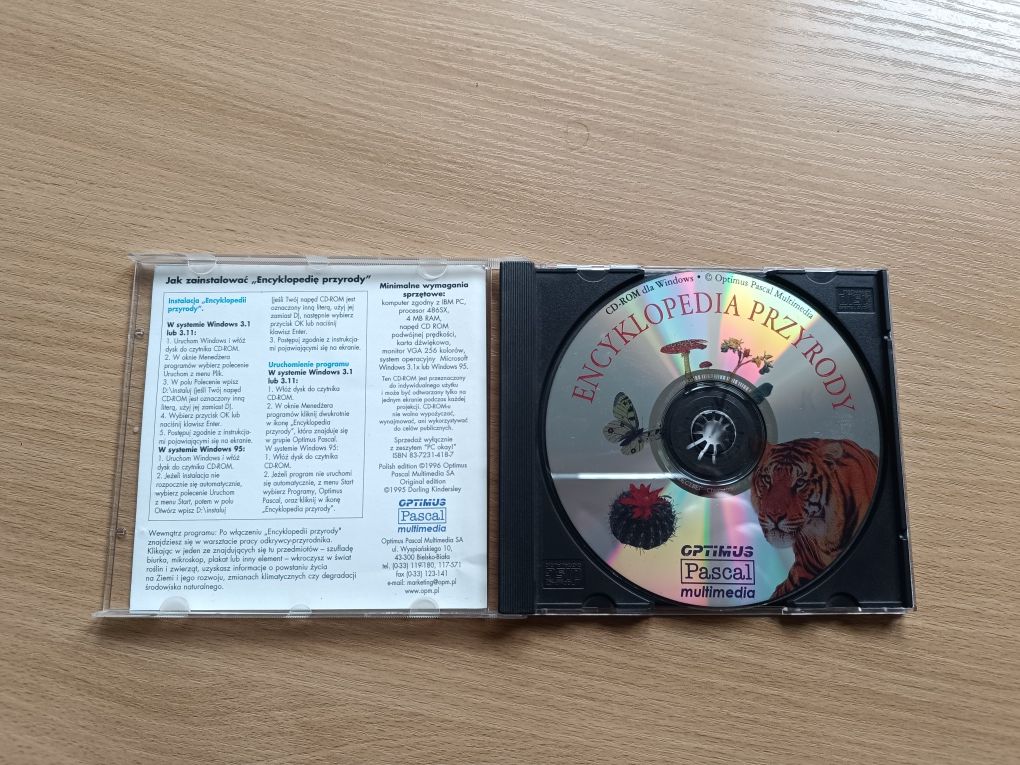 Jak zainstalować „Encyklopedię przyrody"
Instalacja „Encyklopedii
przyrody".
W systemie Windows 3.1
lub 3.11:
1. Uruchom Windows i włóż
dysk do czytnika CD-ROM.
2. W oknie Menedżera
programów wybierz polecenie
Uruchom z menu Plik.
3. W polu Polecenie wpisz
D:\instaluj (jeśli Twój napęd
CD-ROM jest oznaczony inną
literą, użyj jej zamiast D).
4. Wybierz przycisk OK lub
naciśnij klawisz Enter.
5. Postępuj zgodnie z instrukcja-
mi pojawiającymi się na ekranie.
W systemie Windows 95:
1. Uruchom Windows i włóż
dysk do czytnika CD-ROM.
2. Jeżeli instalacja nie
rozpocznie się automatycznie,
wybierz polecenie Uruchom
z menu Start, potem w polu
Otwórz wpisz D:\instaluj
(jeśli Twój napęd CD-ROM jest
oznaczony inną literą, użyj jej
zamiast D), następnie wybierz
przycisk OK lub naciśnij
klawisz Enter.
3. Postępuj zgodnie z instrukcja-
mi pojawiającymi się na ekranie.
Uruchomienie programu
W systemie Windows 3.1
lub 3.11:
1. Włóż dysk do czytnika
CD-ROM.
2. W oknie Menedżera
programów kliknij dwukrotnie
w ikonę „Encyklopedia
przyrody", która znajduje się
w grupie Optimus Pascal.
W systemie Windows 95:
1. Włóż dysk do czytnika
CD-ROM.
2. Jeżeli program nie uruchomi
się automatycznie, z menu Start
wybierz Programy, Optimus
Pascal, oraz kliknij w ikonę
„Encyklopedia przyrody".
Wewnątrz programu: Po włączeniu „Encyklopedii przyrody"
znajdziesz się w warsztacie pracy odkrywcy-przyrodnika.
Klikając w jeden ze znajdujących się tu przedmiotów – szufladę
biurka, mikroskop, plakat lub inny element – wkroczysz w świat
roślin i zwierząt, uzyskasz informacje o powstaniu życia
na Ziemi i jego rozwoju, zmianach klimatycznych czy degradacji
środowiska naturalnego.
Minimalne wymagania
sprzętowe:
komputer zgodny z IBM PC,
procesor 486SX,
4 MB RAM,
napęd CD ROM
podwójnej prędkości,
karta dźwiękowa,
monitor VGA 256 kolorów,
system operacyjny Microsoft
Windows 3.1x lub Windows 95.
Ten CD-ROM jest przeznaczony
do indywidualnego użytku
i może być odtwarzany tylko na
jednym ekranie podczas każdej
projekcji. CD-ROM-u
nie wolno wypożyczać,
wynajmować, ani wykorzystywać
do celów publicznych.
Sprzedaż wyłącznie
z zeszytem "PC okay!"
ISBN 83-7231-418-7
Polish edition ©1996 Optimus
Pascal Multimedia SA
Original edition
©1995 Dorling Kindersley
OPTIMUS
Pascal
multimedia
Optimus Pascal Multimedia SA
ul. Wyspiańskiego 10,
43-300 Bielsko-Biała
tel. (0-33) 119-180, 117-571
fax (0-33) 123-141
e-mail: marketing@opm.pl
www.opm.pl
CD-ROM dla Windows • © Optimus Pascal Multimedia
ENCYKLOPEDIA PRZYRODY
OPTIMUS
Pascal
multimedia